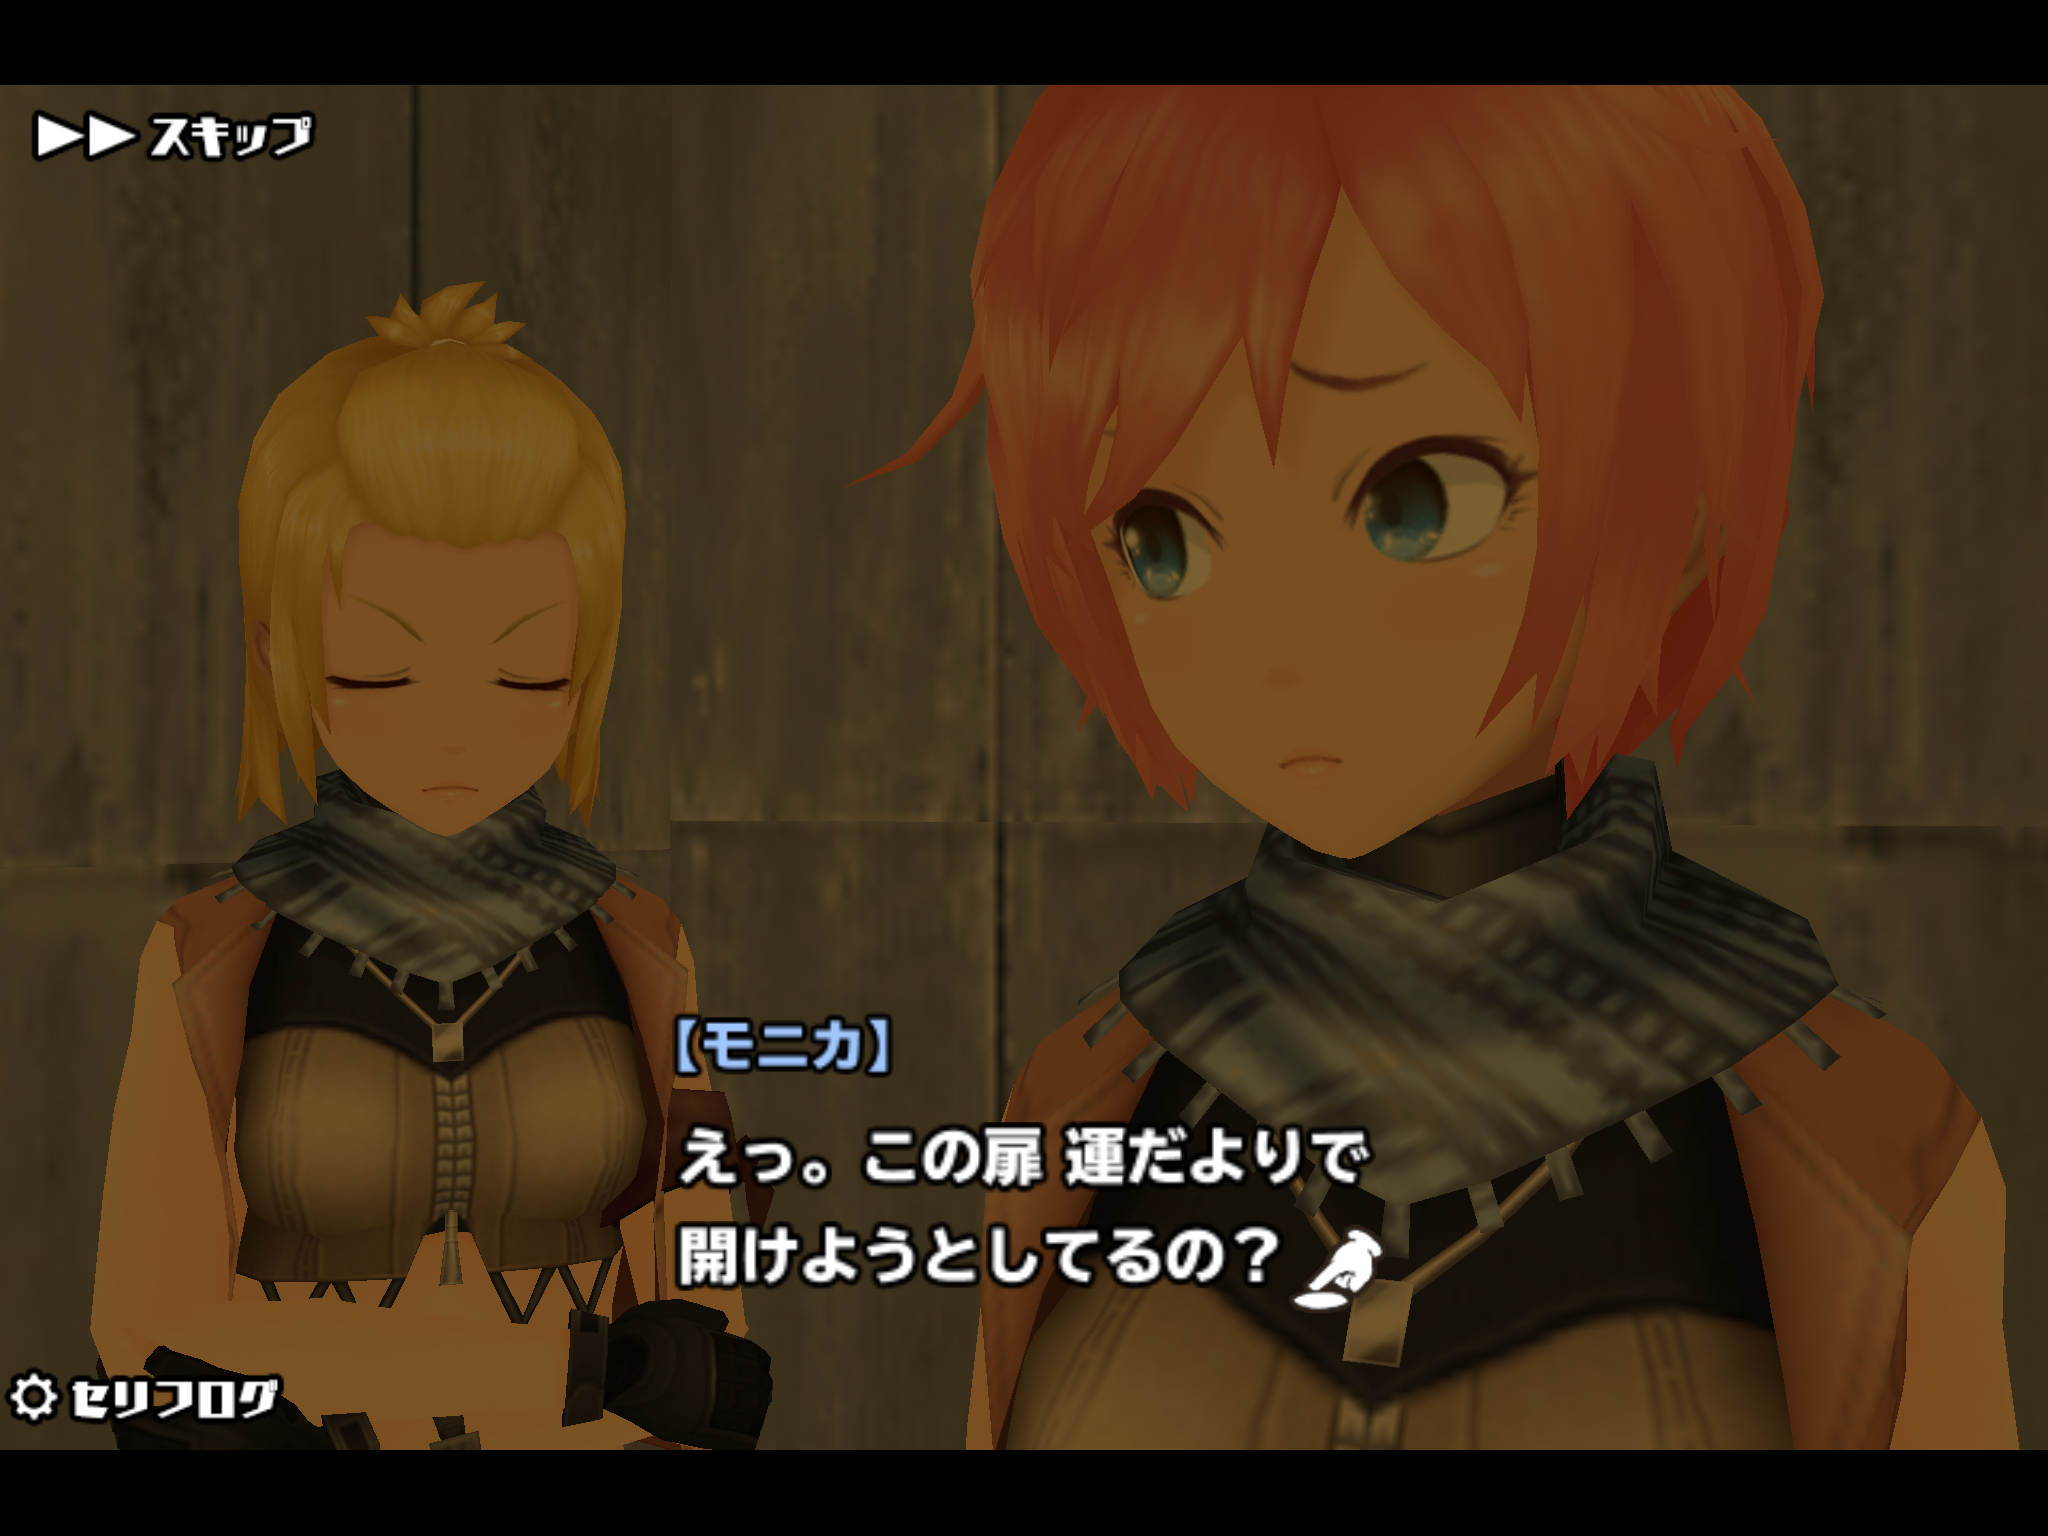 スキップ
【モニカ】
えっ。この扉 運だよりで
開けようとしてるの？
セリフログ